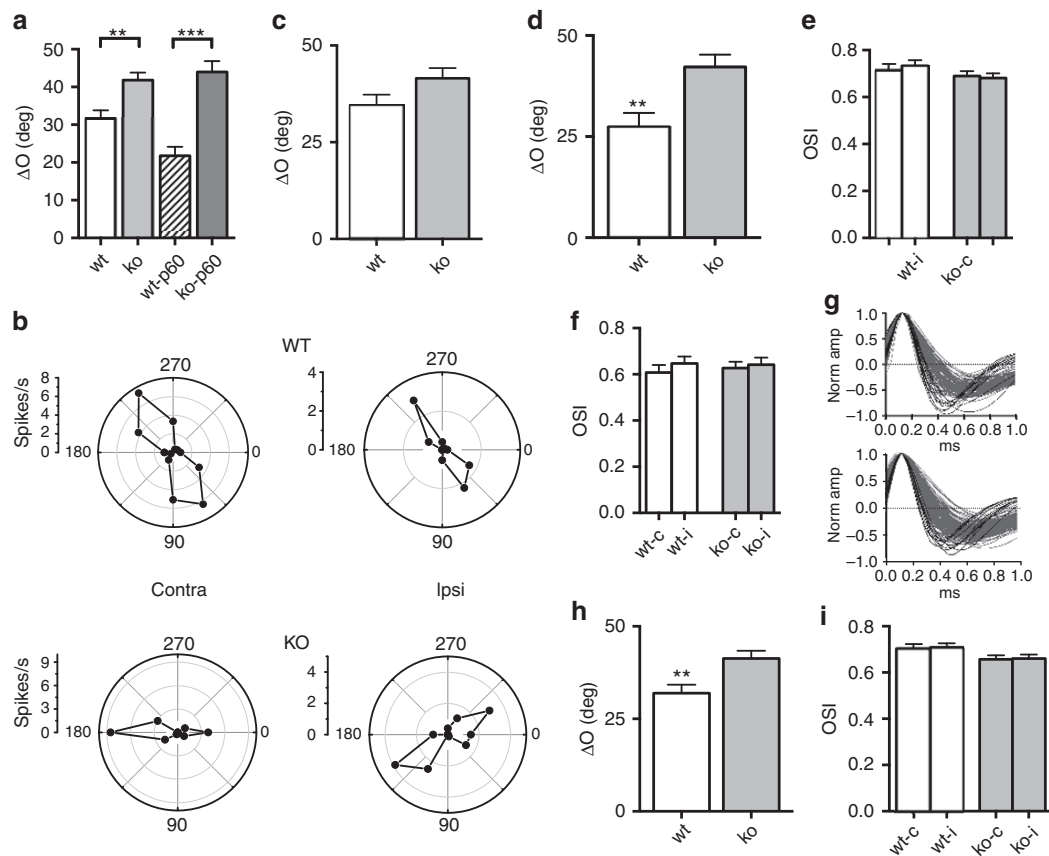 a
**
***
50
40
30
20
10
0
ΔO (deg)
wt
ko
wt-p60
ko-p60
c
50
25
0
ΔO (deg)
wt
ko
d
50
25
0
ΔO (deg)
**
wt
ko
e
0.8
0.6
0.4
0.2
0.0
OSI
wt-i
ko-c
b
WT
270
8
6
4
2
0
Spikes/s
180
0
90
270
4
2
0
180
0
90
Contra
Ipsi
KO
270
9
6
3
0
Spikes/s
180
0
90
270
5
4
3
2
1
0
180
0
90
f
0.8
0.6
0.4
0.2
0.0
OSI
wt-c
wt-i
ko-c
ko-i
g
1.0
0.5
0.0
−0.5
−1.0
Norm amp
0.0 0.2 0.4 0.6 0.8 1.0
ms
1.0
0.5
0.0
−0.5
−1.0
Norm amp
0.0 0.2 0.4 0.6 0.8 1.0
ms
h
50
25
0
ΔO (deg)
**
wt
ko
i
0.8
0.6
0.4
0.2
0.0
OSI
wt-c
wt-i
ko-c
ko-i